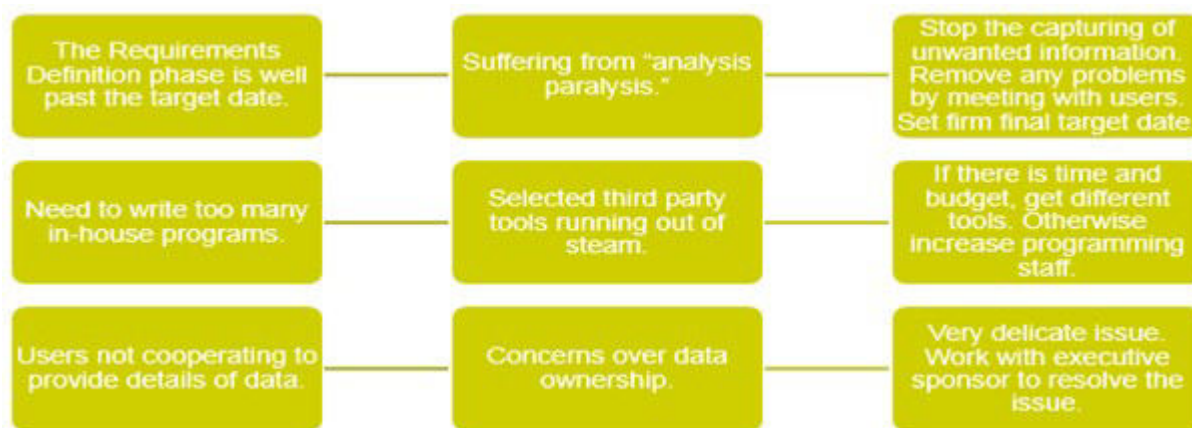 The Requirements
Definition phase is well
past the target date.
Suffering from "analysis
paralysis."
Stop the capturing of
unwanted information.
Remove any problems
by meeting with users.
Set firm final target date
Need to write too many
in-house programs.
Selected third party
tools running out of
steam.
If there is time and
budget, get different
tools. Otherwise
increase programming
staff.
Users not cooperating to
provide details of data.
Concerns over data
ownership.
Very delicate issue.
Work with executive
sponsor to resolve the
issue.